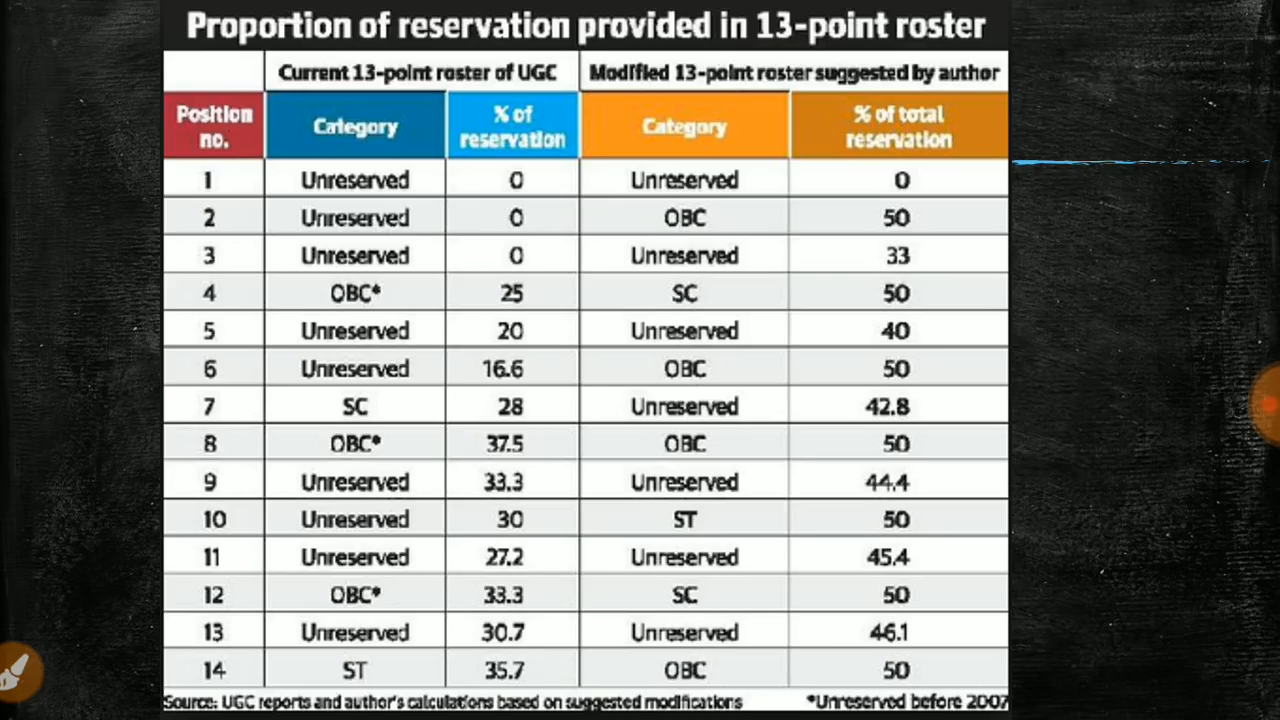 Proportion of reservation provided in 13-point roster
Current 13-point roster of UGC Modified 13-point roster suggested by author
Position no. Category % of reservation Category % of total reservation
1 Unreserved 0 Unreserved 0
2 Unreserved 0 OBC 50
3 Unreserved 0 Unreserved 33
4 OBC* 25 SC 50
5 Unreserved 20 Unreserved 40
6 Unreserved 16.6 OBC 50
7 SC 28 Unreserved 42.8
8 OBC* 37.5 OBC 50
9 Unreserved 33.3 Unreserved 44.4
10 Unreserved 30 ST 50
11 Unreserved 27.2 Unreserved 45.4
12 OBC* 33.3 SC 50
13 Unreserved 30.7 Unreserved 46.1
14 ST 35.7 OBC 50
Source: UGC reports and author's calculations based on suggested modifications *Unreserved before 2007